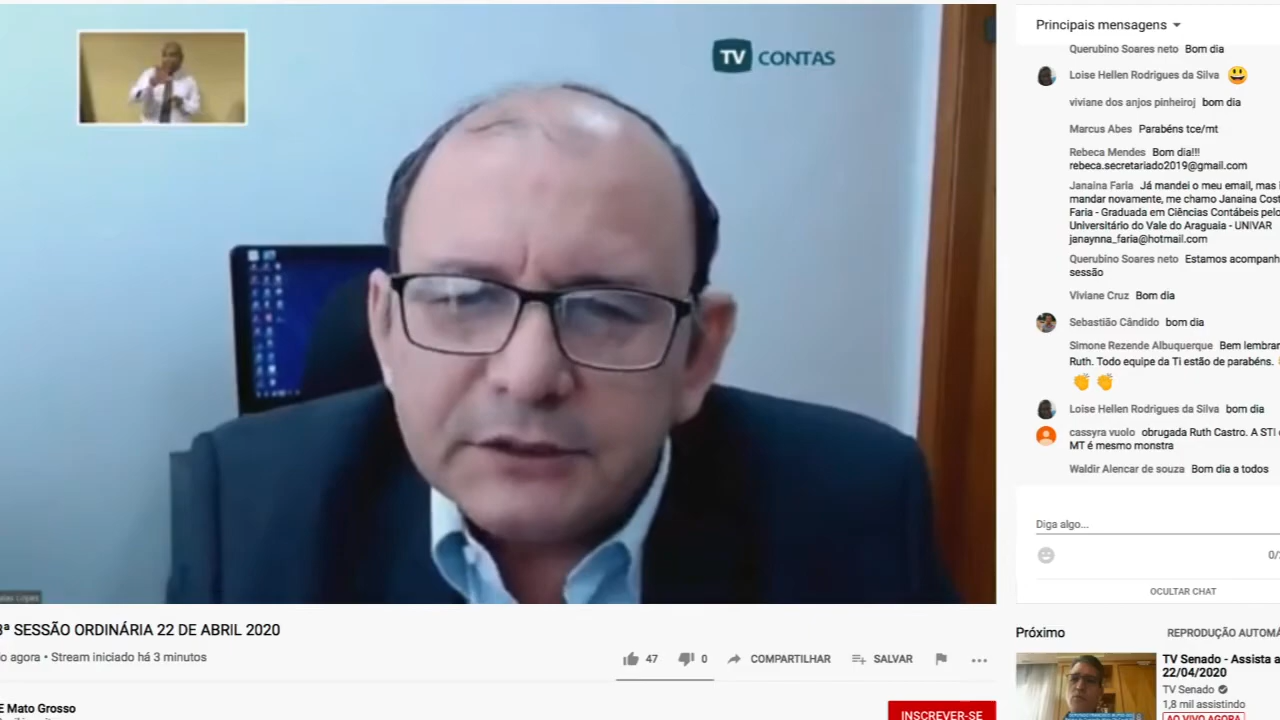 TV CONTAS
Principais mensagens
Querubino Soares neto Bom dia
Loise Hellen Rodrigues da Silva
viviane dos anjos pinheiroj bom dia
Marcus Abes Parabéns tce/mt
Rebeca Mendes Bom dia!!!
rebeca.secretariado2019@gmail.com
Janaina Faria Já mandei o meu email, mas
mandar novamente, me chamo Janaina Cost
Faria - Graduada em Ciências Contábeis pelo
Universitário do Vale do Araguaia - UNIVAR
janaynna_faria@hotmail.com
Querubino Soares neto Estamos acompanh
sessão
Viviane Cruz Bom dia
Sebastião Cândido bom dia
Simone Rezende Albuquerque Bem lembrar
Ruth. Todo equipe da Ti estão de parabéns.
Loise Hellen Rodrigues da Silva bom dia
cassyra vuolo obrigada Ruth Castro. A STI
MT é mesmo monstra
Waldir Alencar de souza Bom dia a todos
Diga algo...
0/
OCULTAR CHAT
Lopes
3ª SESSÃO ORDINÁRIA 22 DE ABRIL 2020
o agora • Stream iniciado há 3 minutos
47 0 COMPARTILHAR SALVAR
E Mato Grosso
INSCREVER-SE
Próximo REPRODUÇÃO AUTOMÁ
TV Senado - Assista a
22/04/2020
TV Senado
1,8 mil assistindo
AO VIVO AGORA